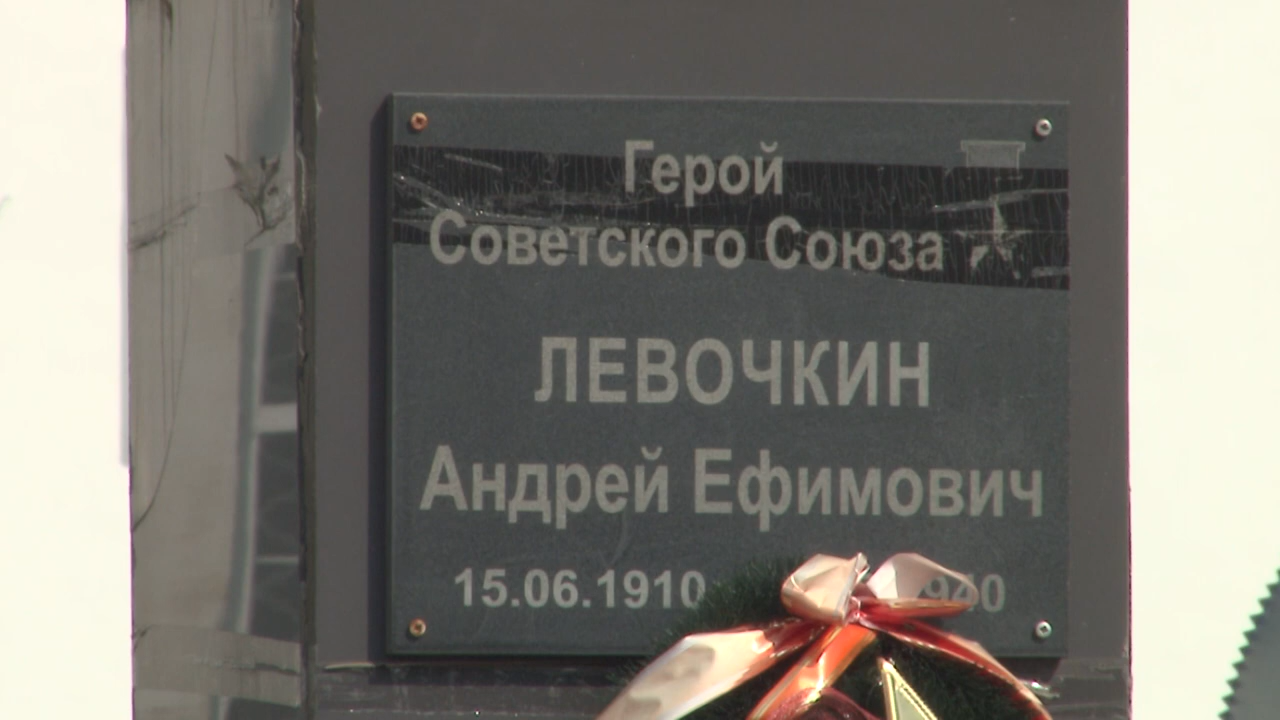 Герой
Советского Союза
ЛЕВОЧКИН
Андрей Ефимович
15.06.1910